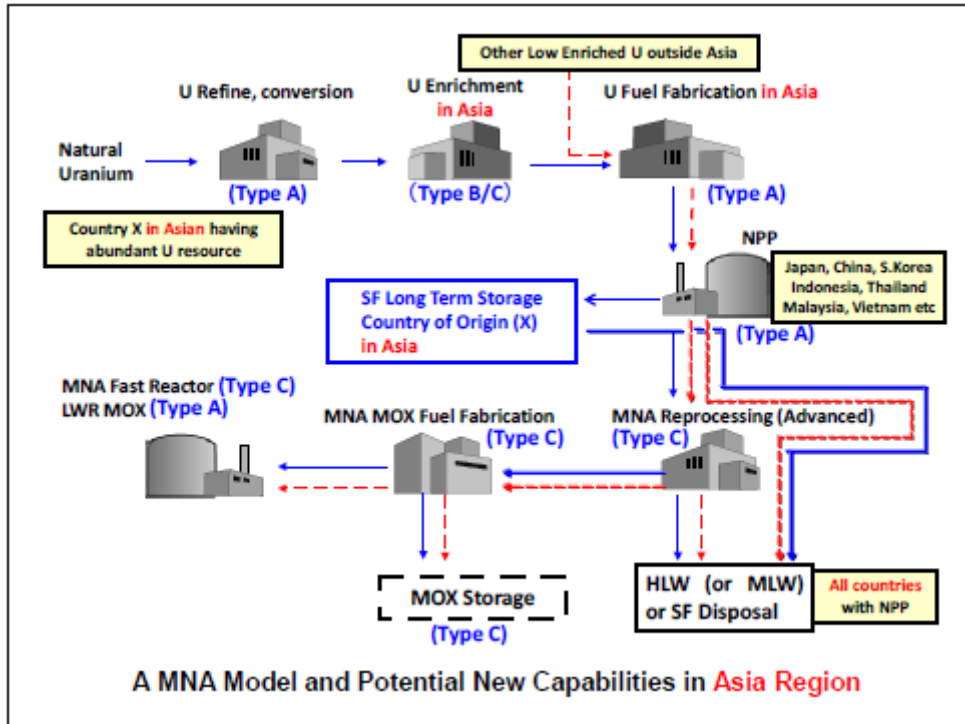 Other Low Enriched U outside Asia
U Refine, conversion
U Enrichment
in Asia
U Fuel Fabrication in Asia
Natural
Uranium
(Type A)
(Type B/C)
(Type A)
Country X in Asian having
abundant U resource
NPP
Japan, China, S.Korea
Indonesia, Thailand
Malaysia, Vietnam etc
(Type A)
SF Long Term Storage
Country of Origin (X)
in Asia
MNA Fast Reactor (Type C)
LWR MOX (Type A)
MNA MOX Fuel Fabrication
(Type C)
MNA Reprocessing (Advanced)
(Type C)
MOX Storage
(Type C)
HLW (or MLW)
or SF Disposal
All countries
with NPP
A MNA Model and Potential New Capabilities in Asia Region